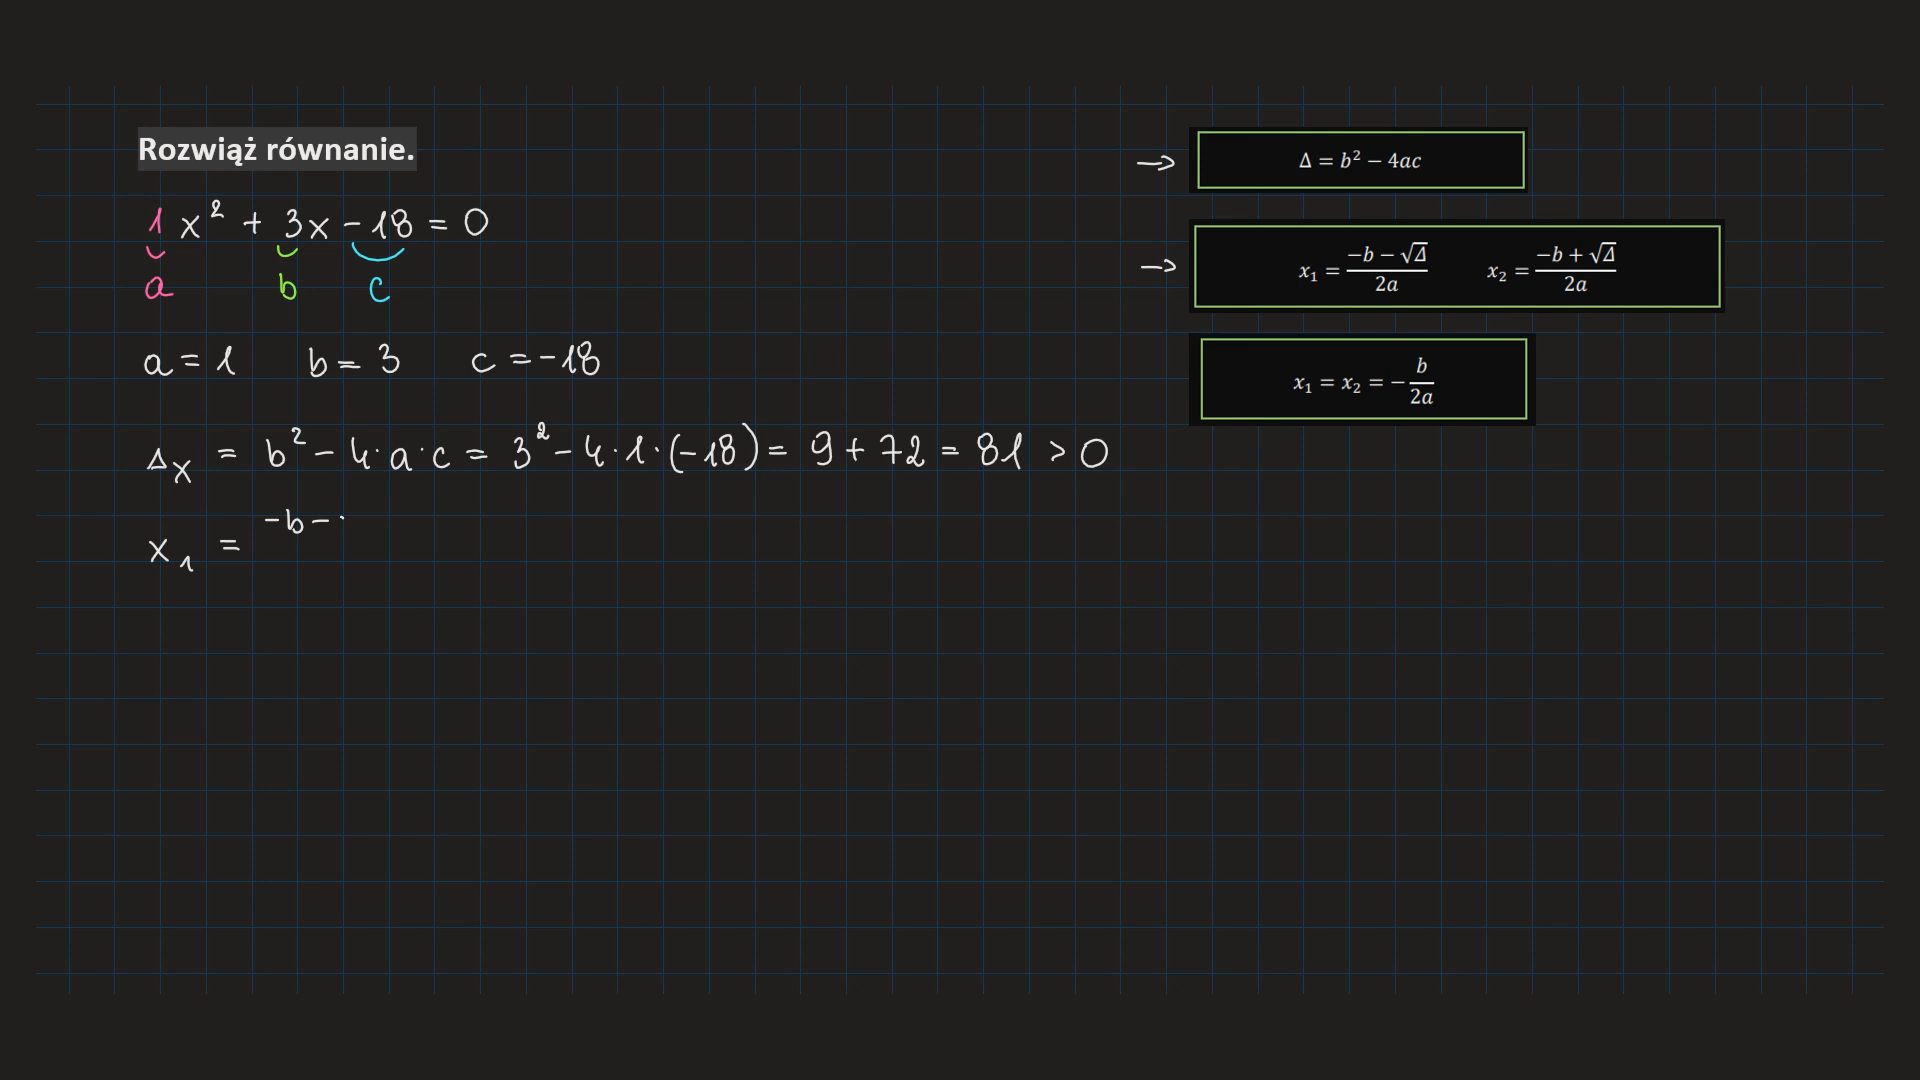 Rozwiąż równanie.
1x² + 3x - 18 = 0
a b c
a = 1 b = 3 c = -18
Δx = b² - 4·a·c = 3² - 4·1·(-18) = 9 + 72 = 81 > 0
x₁ = -b - ·
→ Δ = b² − 4ac
→ x₁ = (−b − √Δ)/2a x₂ = (−b + √Δ)/2a
x₁ = x₂ = − b/2a